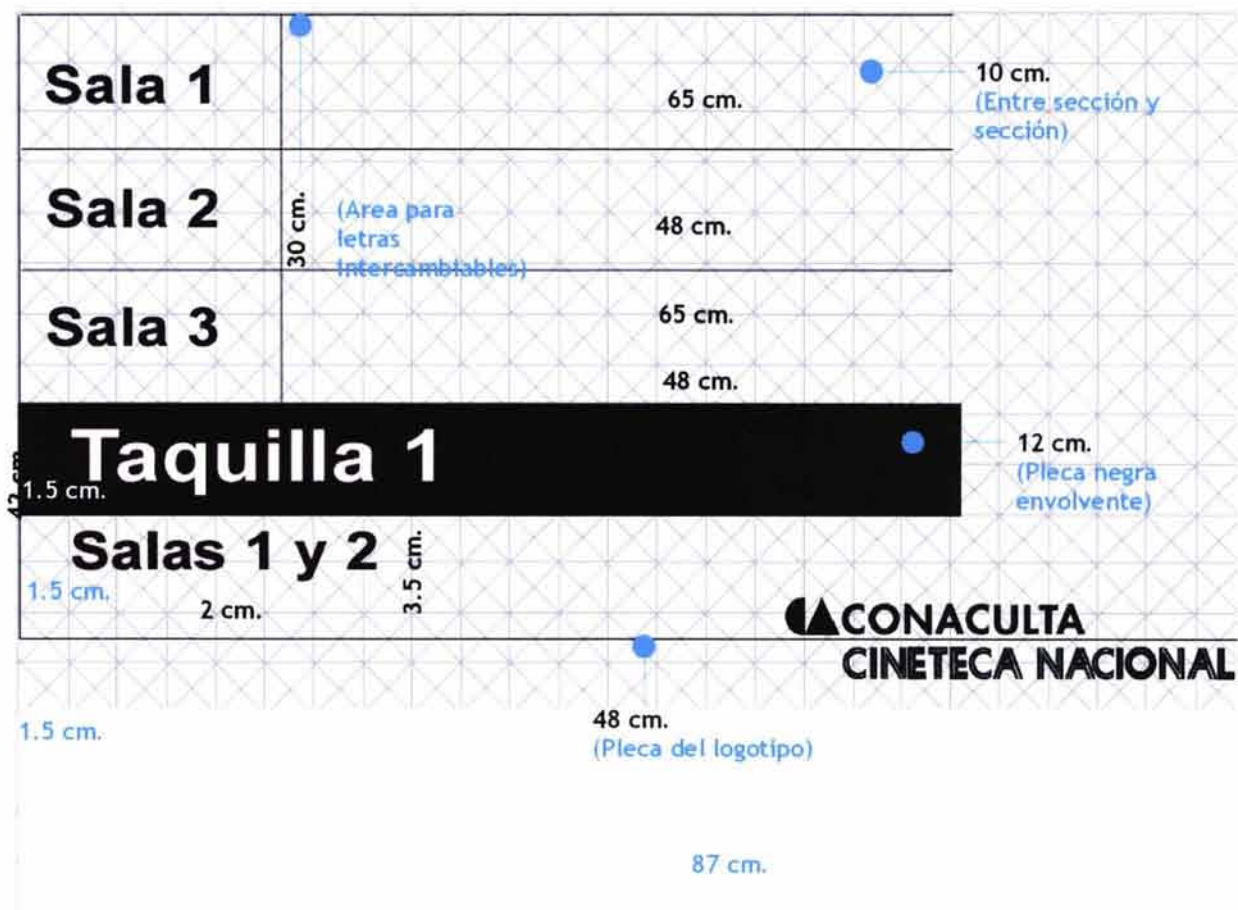 Sala 1
65 cm.
10 cm.
(Entre sección y
sección)
Sala 2
30 cm.
(Area para
letras
intercambiables)
48 cm.
Sala 3
65 cm.
48 cm.
Taquilla 1
1.5 cm.
12 cm.
(Pleca negra
envolvente)
Salas 1 y 2
3.5 cm.
1.5 cm.
2 cm.
CONACULTA
CINETECA NACIONAL
1.5 cm.
48 cm.
(Pleca del logotipo)
87 cm.